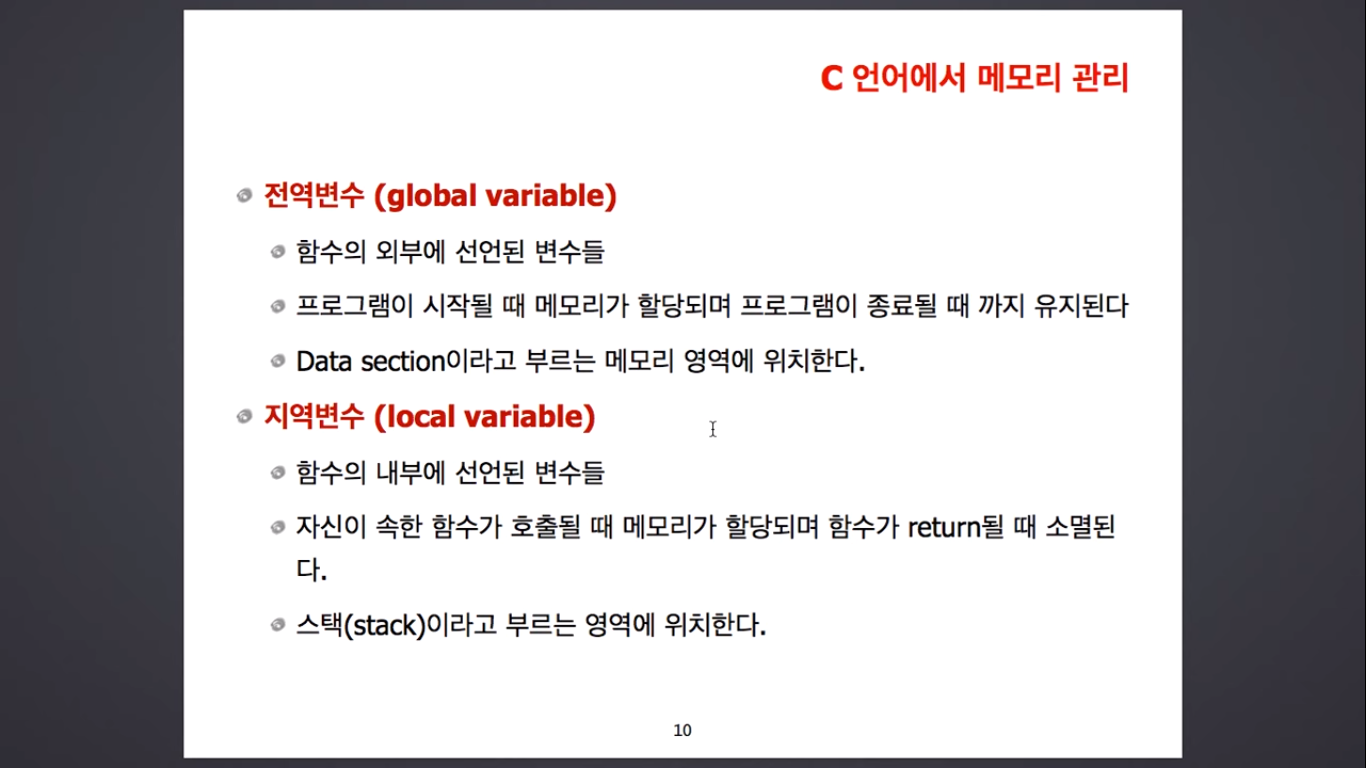 C 언어에서 메모리 관리
전역변수 (global variable)
함수의 외부에 선언된 변수들
프로그램이 시작될 때 메모리가 할당되며 프로그램이 종료될 때 까지 유지된다
Data section이라고 부르는 메모리 영역에 위치한다.
지역변수 (local variable)
함수의 내부에 선언된 변수들
자신이 속한 함수가 호출될 때 메모리가 할당되며 함수가 return될 때 소멸된
다.
스택(stack)이라고 부르는 영역에 위치한다.
10